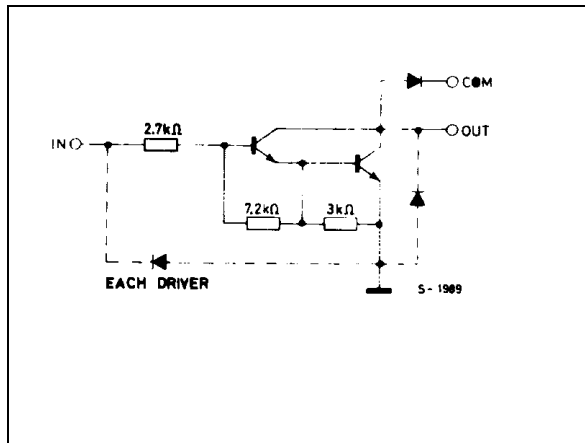 COM
2.7kΩ
IN
OUT
7.2kΩ
3kΩ
EACH DRIVER
S-1989